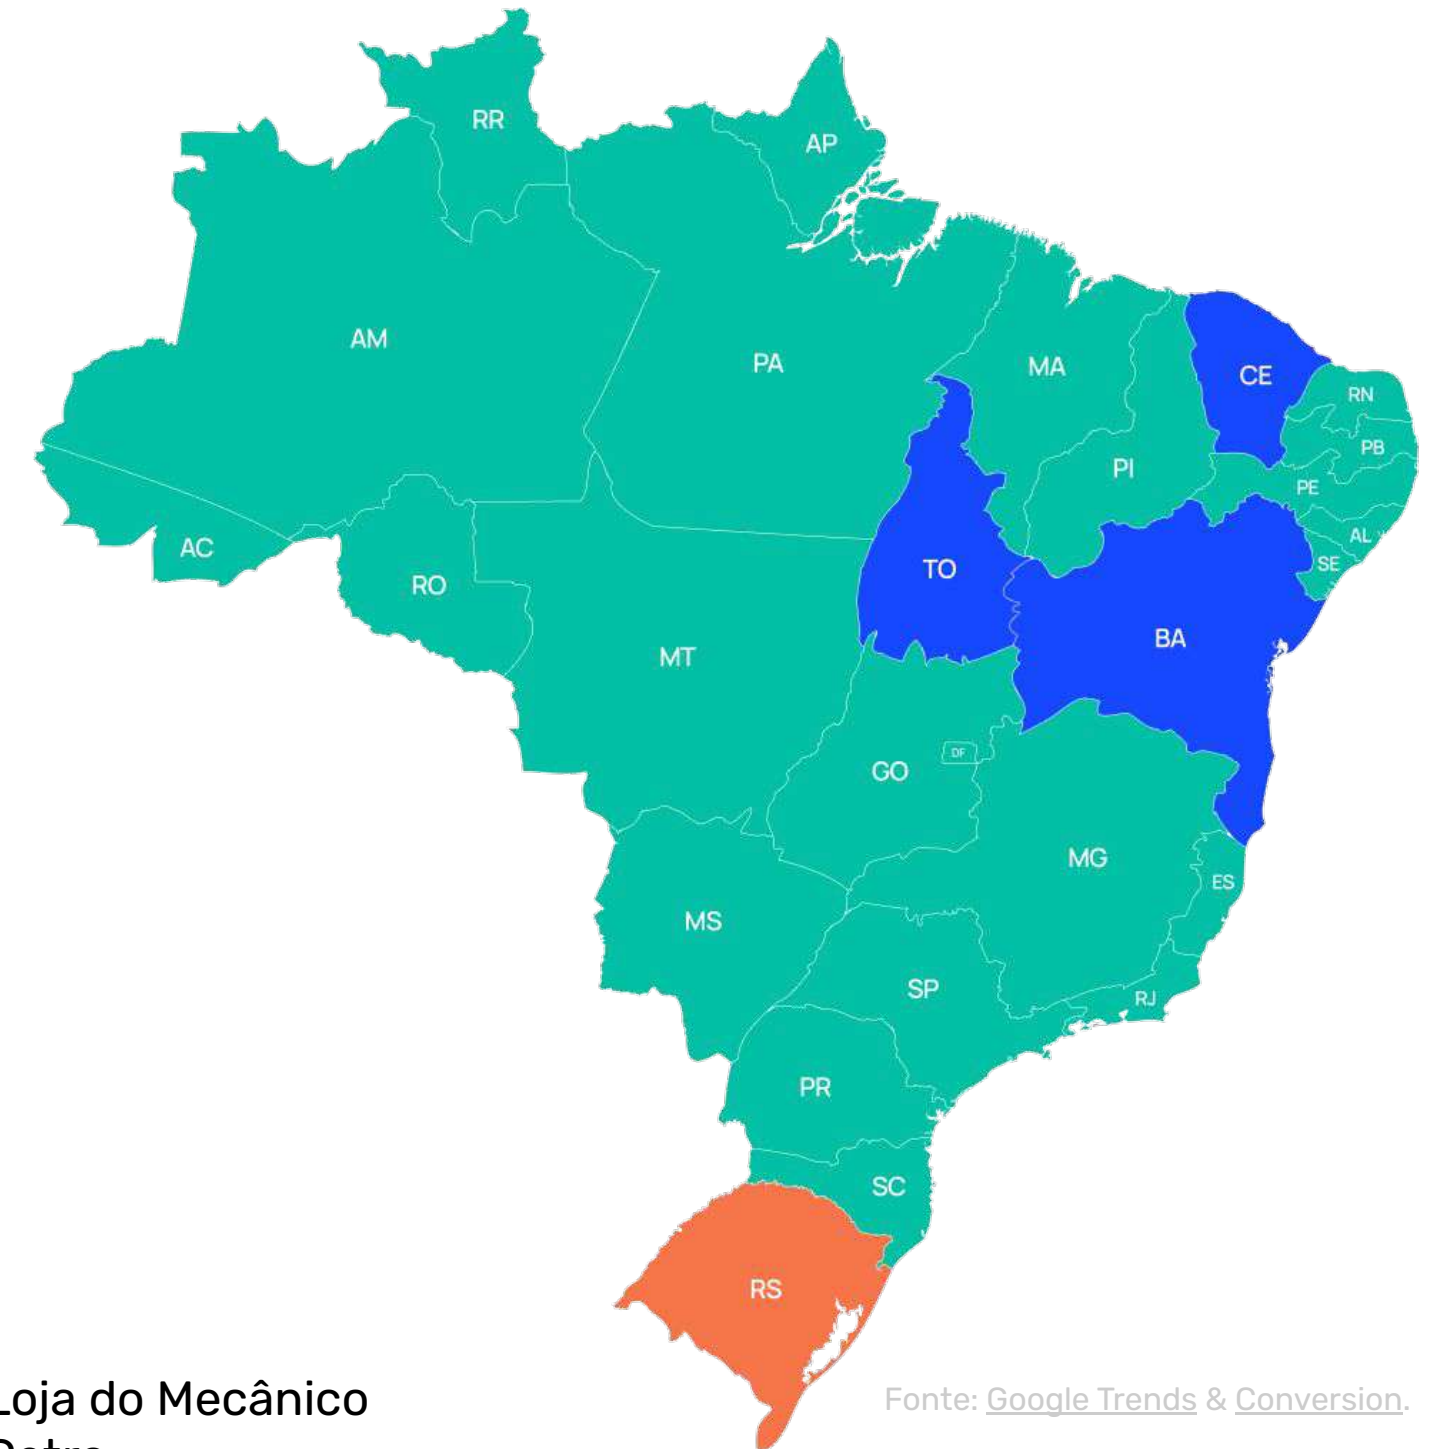 RR
AP
AM
PA
MA
CE
RN
PB
PI
PE
AL
SE
AC
RO
TO
BA
MT
DF
GO
MG
ES
MS
SP
RJ
PR
SC
RS
Loja do Mecânico
Fonte: Google Trends & Conversion.